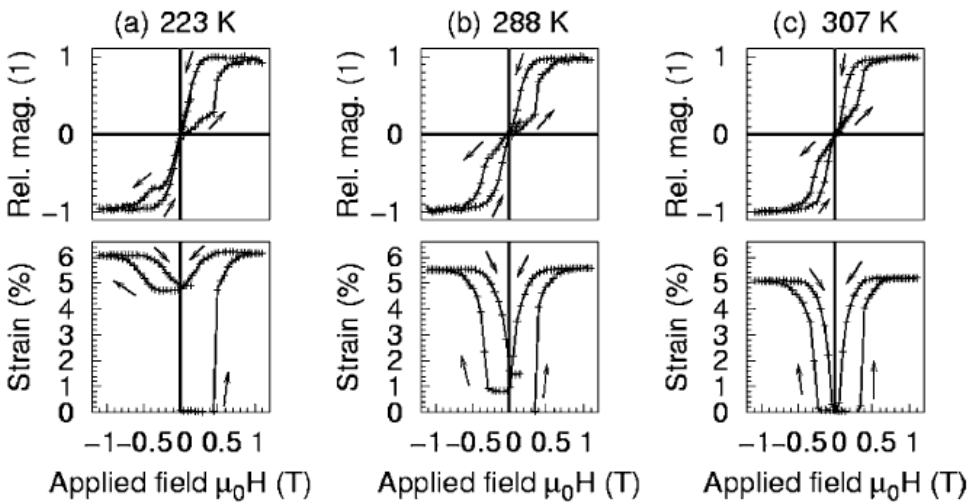 (a) 223 K
(b) 288 K
(c) 307 K
Rel. mag. (1)
1
0
−1
Rel. mag. (1)
1
0
−1
Rel. mag. (1)
1
0
−1
Strain (%)
6
5
4
3
2
1
0
Strain (%)
6
5
4
3
2
1
0
Strain (%)
6
5
4
3
2
1
0
−1 −0.5 0 0.5 1
−1 −0.5 0 0.5 1
−1 −0.5 0 0.5 1
Applied field μ₀H (T)
Applied field μ₀H (T)
Applied field μ₀H (T)